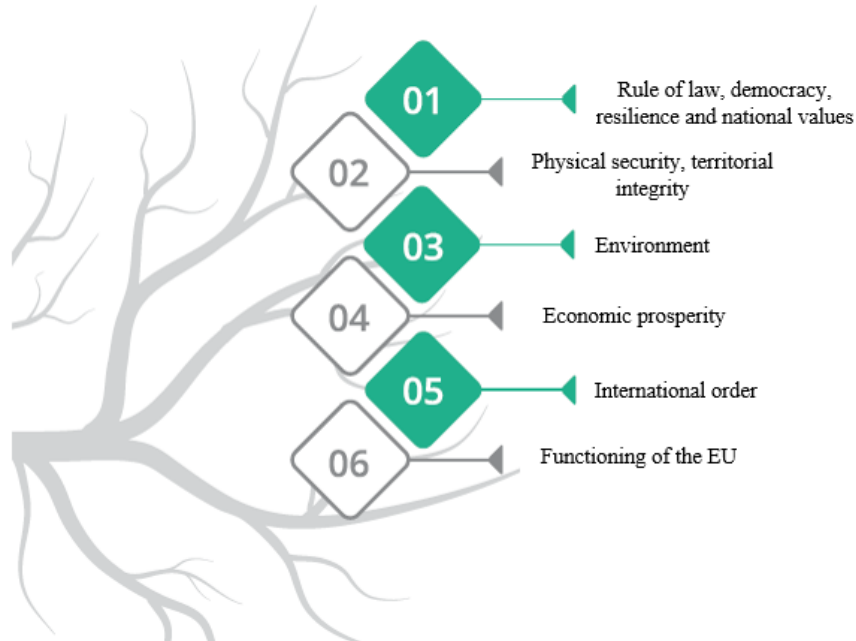 01
Rule of law, democracy,
resilience and national values
02
Physical security, territorial
integrity
03
Environment
04
Economic prosperity
05
International order
06
Functioning of the EU